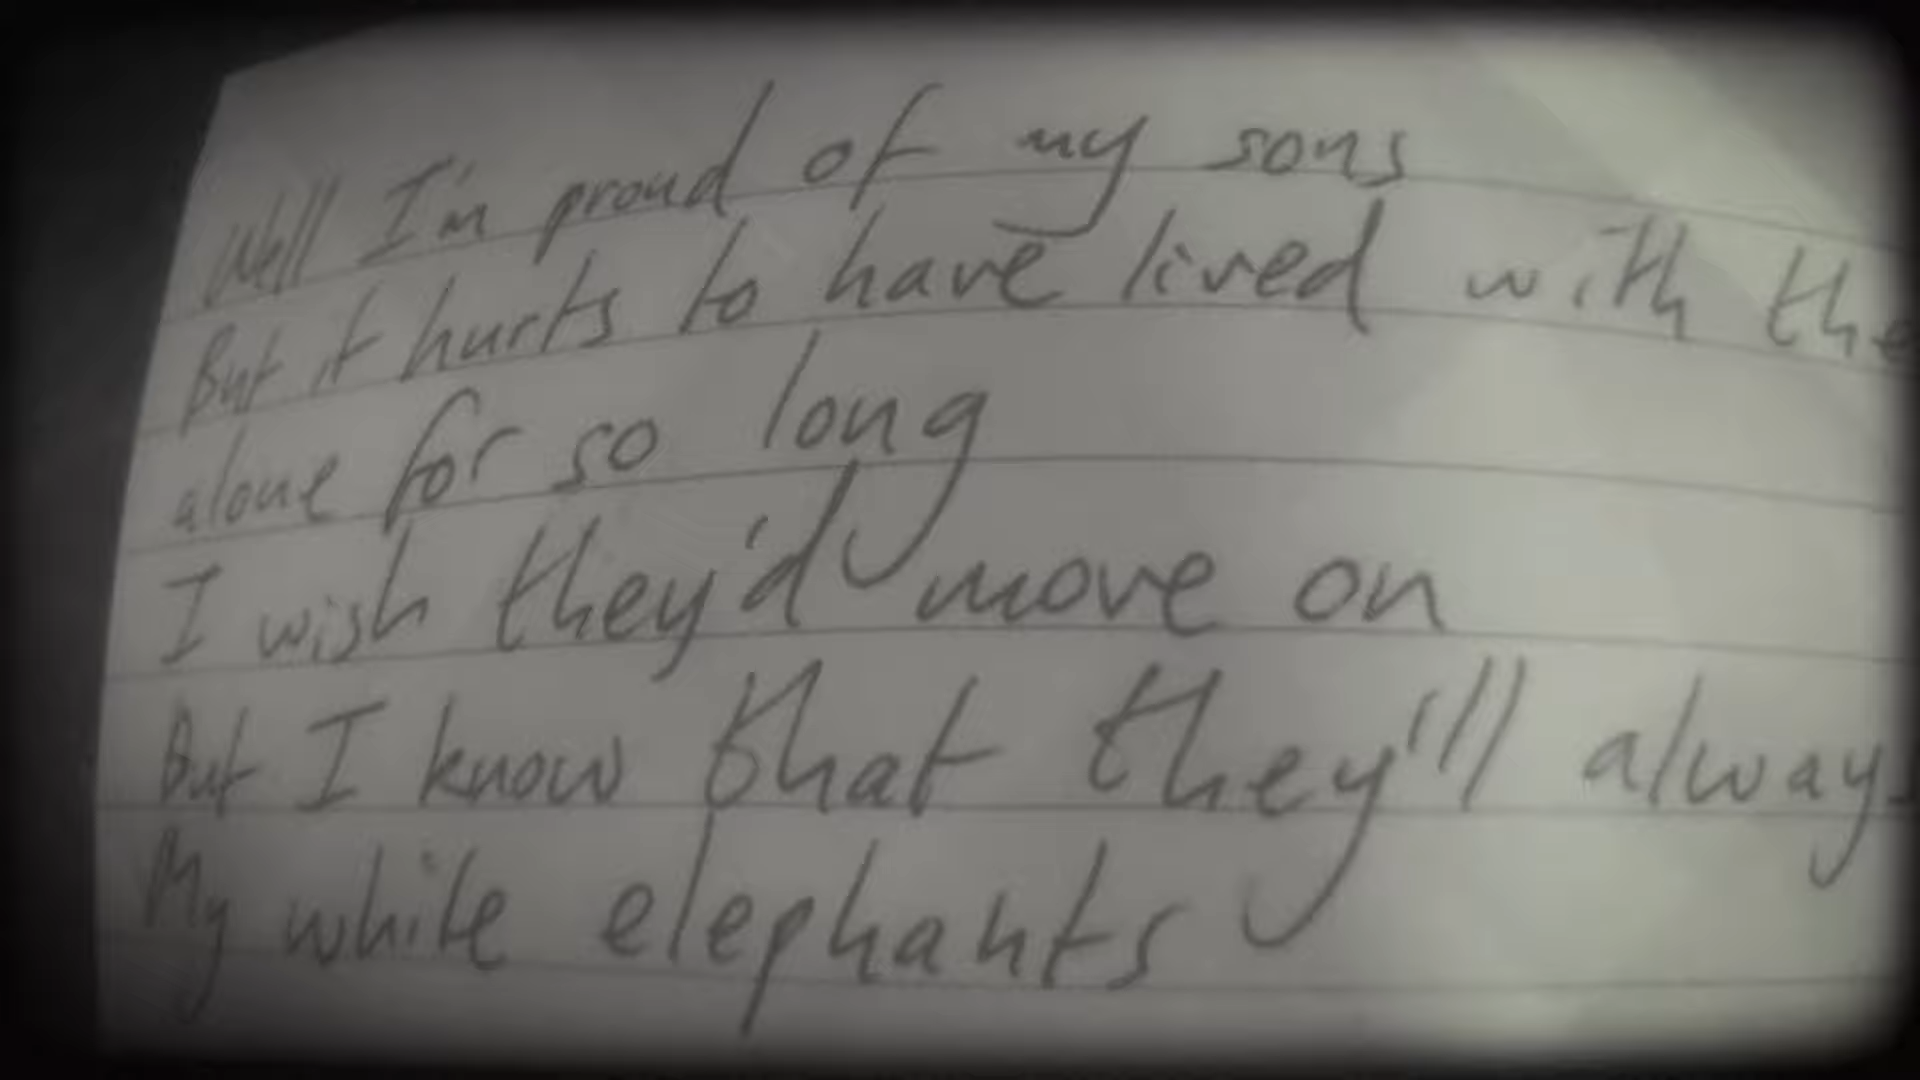 Well I'm proud of my sons
But it hurts to have lived with the
alone for so long
I wish they'd move on
But I know that they'll always
My white elephants